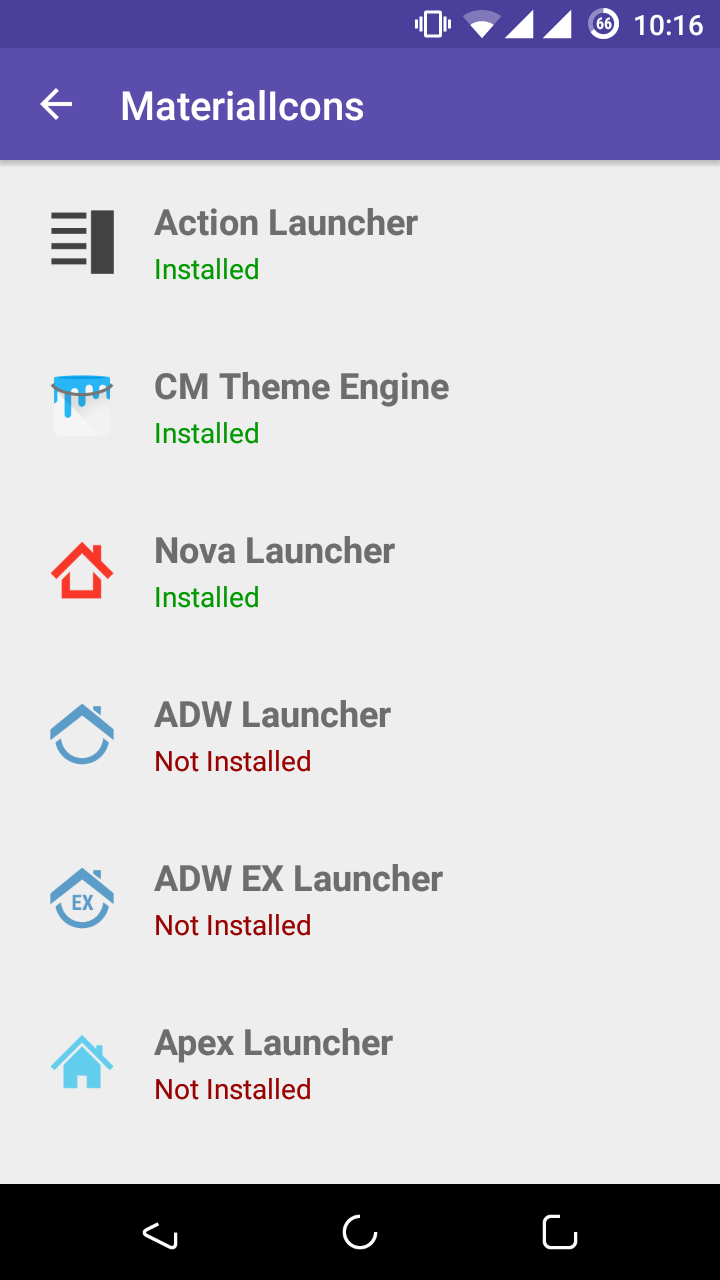 66 10:16
MaterialIcons
Action Launcher
Installed
CM Theme Engine
Installed
Nova Launcher
Installed
ADW Launcher
Not Installed
EX
ADW EX Launcher
Not Installed
Apex Launcher
Not Installed